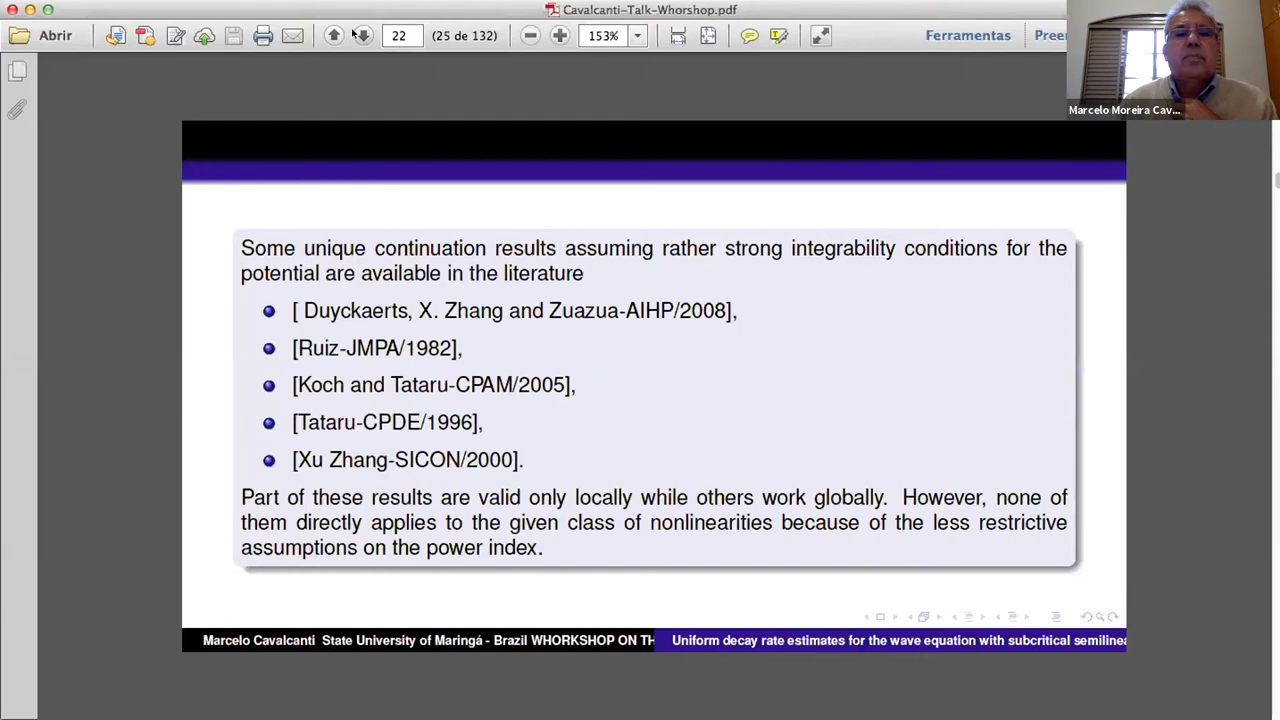 Cavalcanti-Talk-Whorshop.pdf
Abrir
22
(25 de 132)
153%
Ferramentas
Marcelo Moreira Cav...
Some unique continuation results assuming rather strong integrability conditions for the
potential are available in the literature
[ Duyckaerts, X. Zhang and Zuazua-AIHP/2008],
[Ruiz-JMPA/1982],
[Koch and Tataru-CPAM/2005],
[Tataru-CPDE/1996],
[Xu Zhang-SICON/2000].
Part of these results are valid only locally while others work globally. However, none of
them directly applies to the given class of nonlinearities because of the less restrictive
assumptions on the power index.
Marcelo Cavalcanti State University of Maringá - Brazil WHORKSHOP ON TH
Uniform decay rate estimates for the wave equation with subcritical semilinea